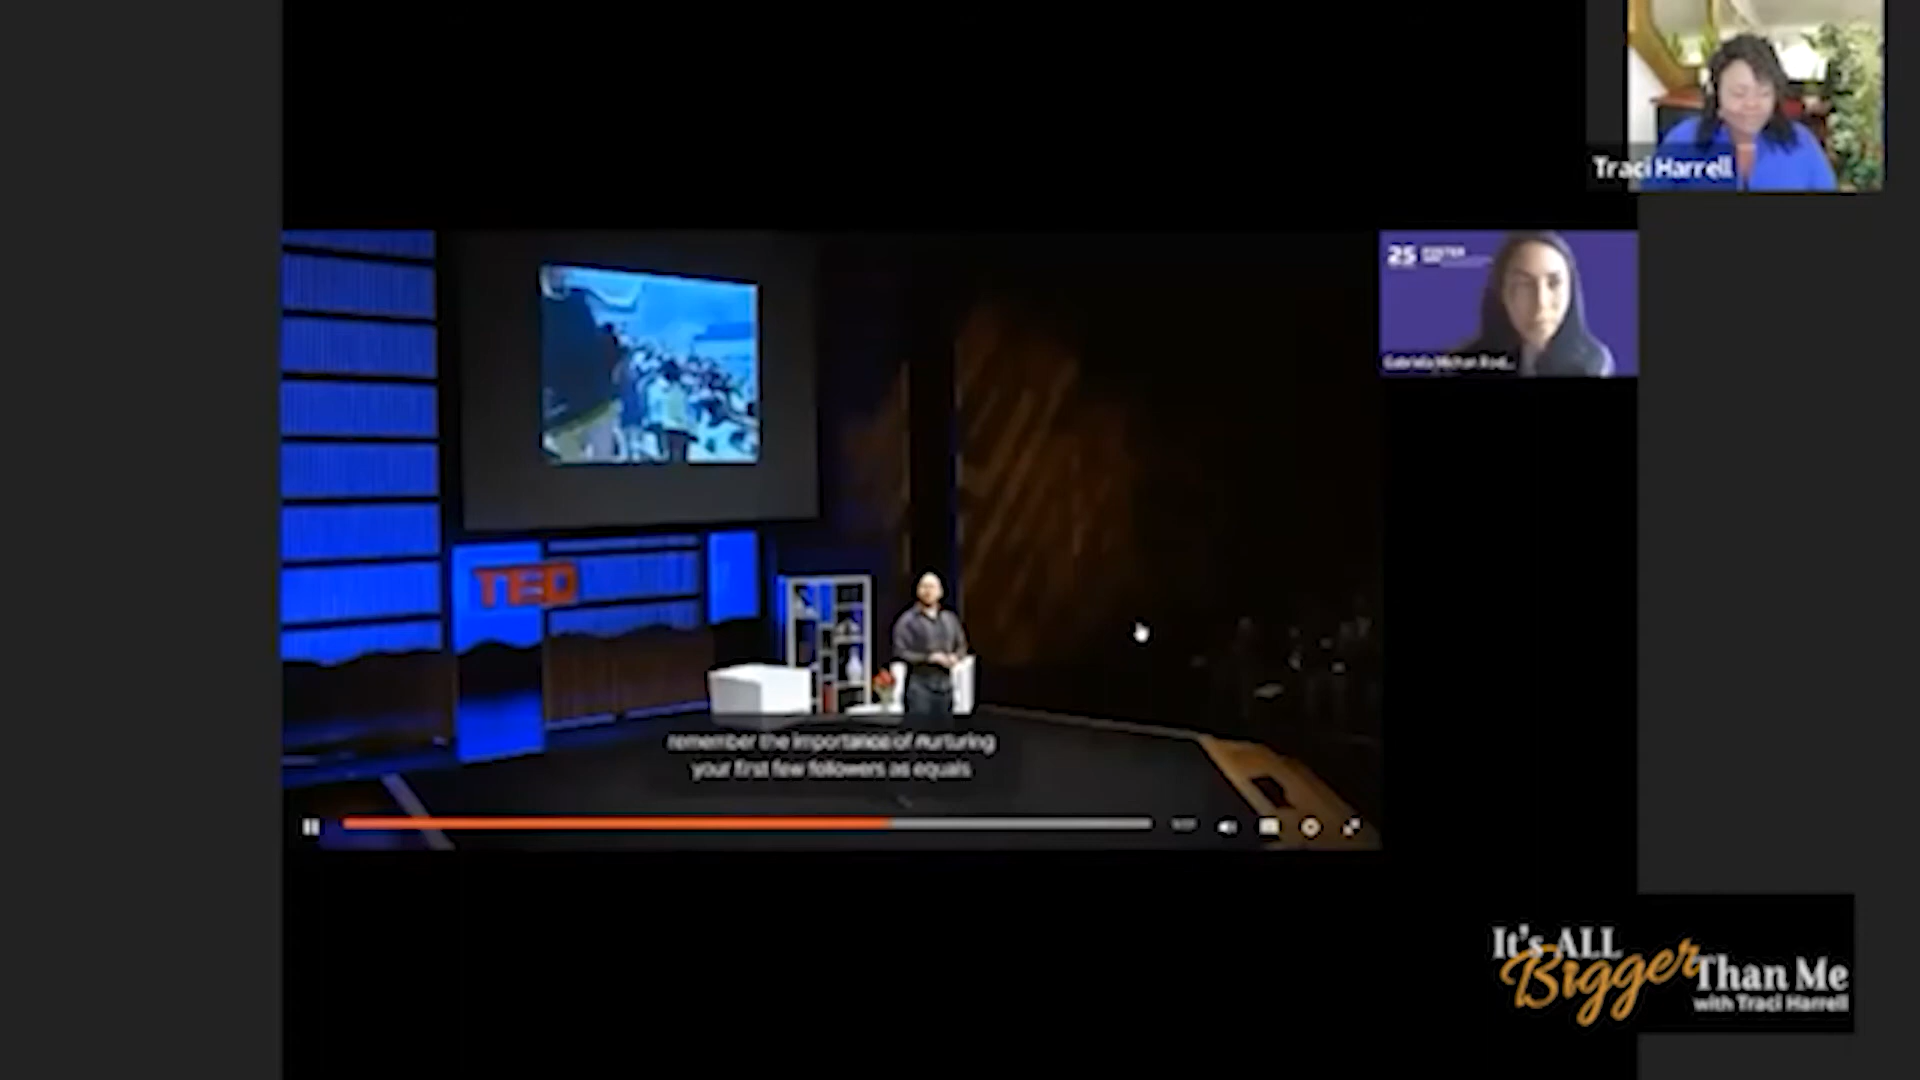 Traci Harrell
25
TED
remember the importance of nurturing
your first few followers as equals
It's ALL
Bigger
Than Me
with Traci Harrell